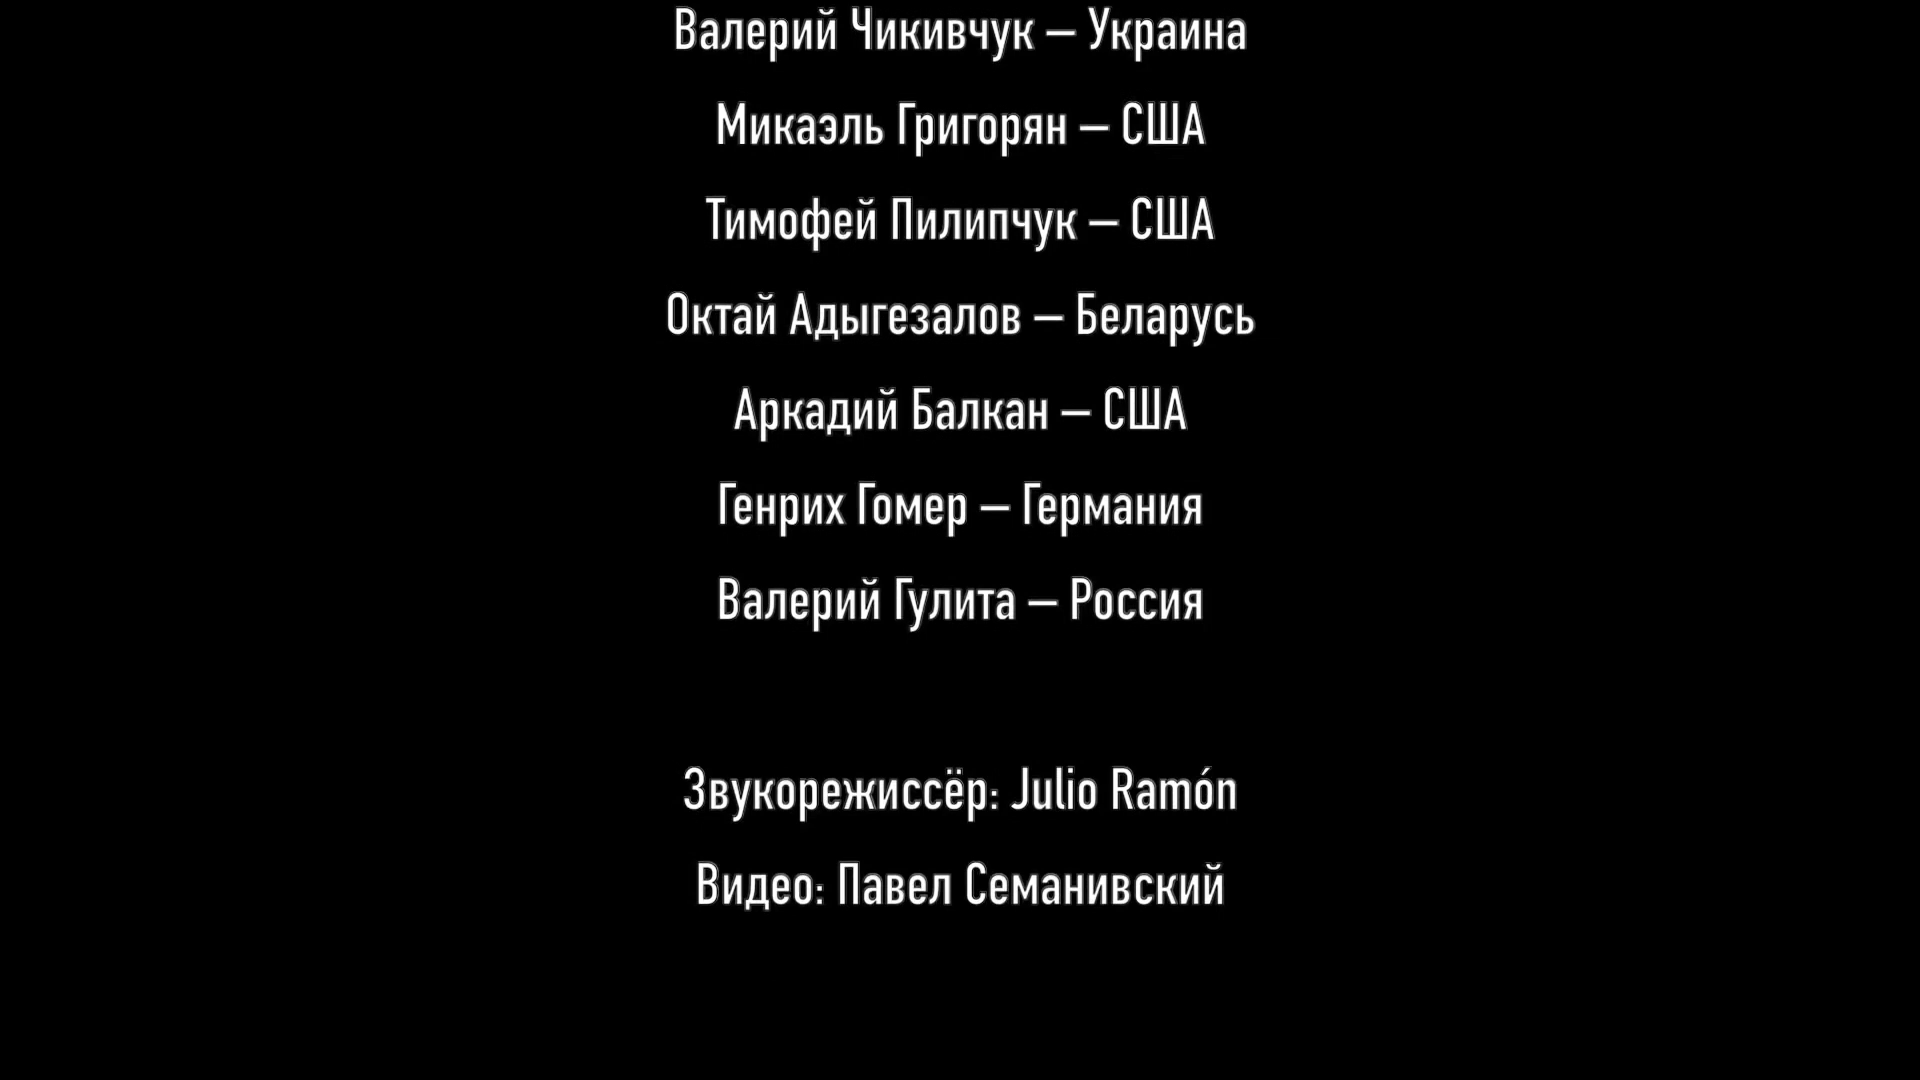 Валерий Чикивчук – Украина
Микаэль Григорян – США
Тимофей Пилипчук – США
Октай Адыгезалов – Беларусь
Аркадий Балкан – США
Генрих Гомер – Германия
Валерий Гулита – Россия
Звукорежиссёр: Julio Ramón
Видео: Павел Семанивский